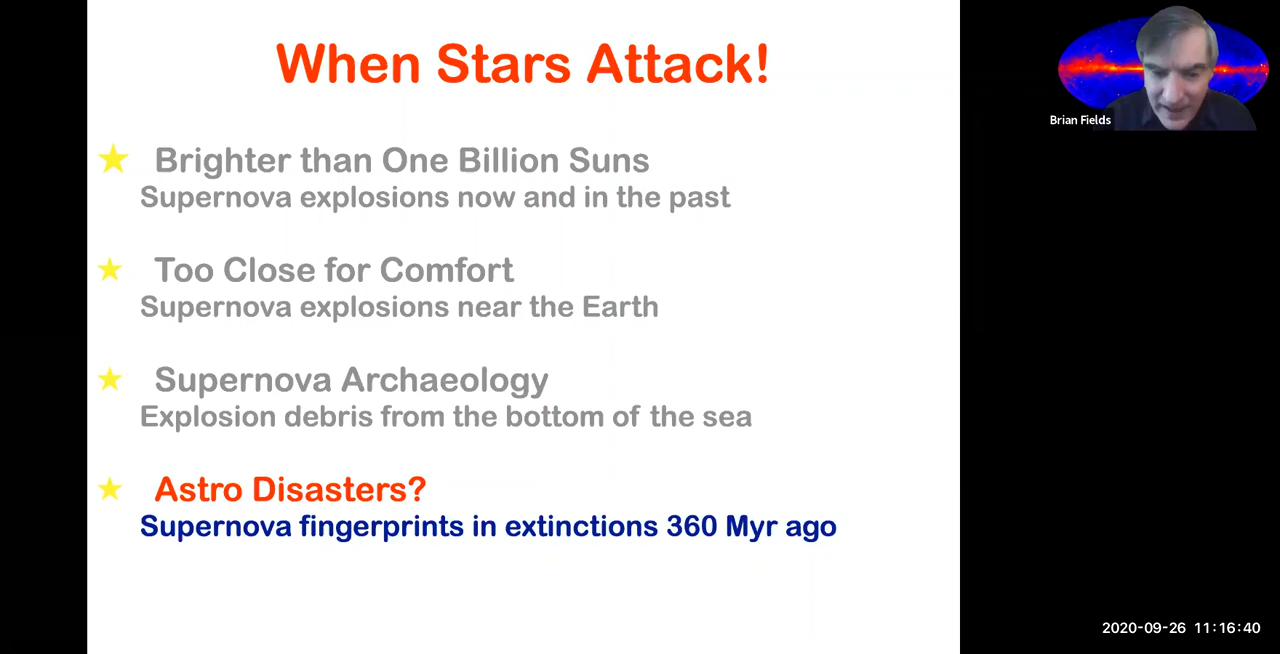 When Stars Attack!
Brian Fields
Brighter than One Billion Suns
Supernova explosions now and in the past
Too Close for Comfort
Supernova explosions near the Earth
Supernova Archaeology
Explosion debris from the bottom of the sea
Astro Disasters?
Supernova fingerprints in extinctions 360 Myr ago
2020-09-26 11:16:40